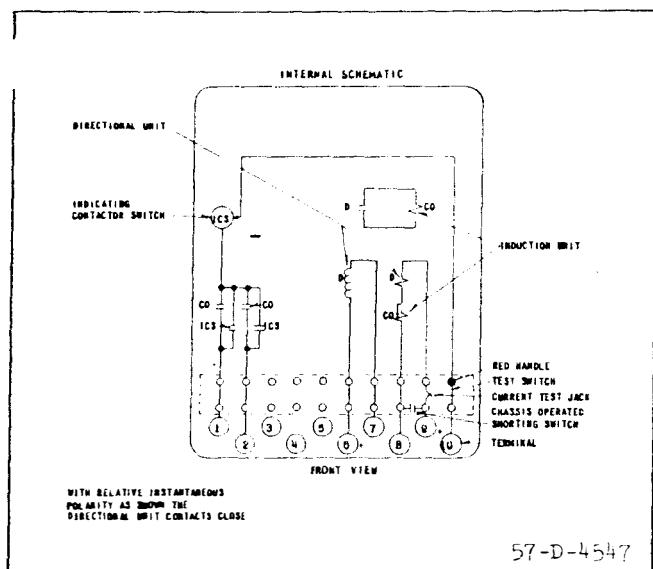 INTERNAL SCHEMATIC
DIRECTIONAL UNIT
INDICATING
CONTACTOR SWITCH
ICS
D
CO
INDUCTION UNIT
D
D
CO
CO
CO
ICS
ICS
RED HANDLE
TEST SWITCH
CURRENT TEST JACK
CHASSIS OPERATED
SHORTING SWITCH
TERMINAL
1
2
3
4
5
6
+
7
8
9
+
10
FRONT VIEW
WITH RELATIVE INSTANTANEOUS
POLARITY AS SHOWN THE
DIRECTIONAL UNIT CONTACTS CLOSE
57-D-4547